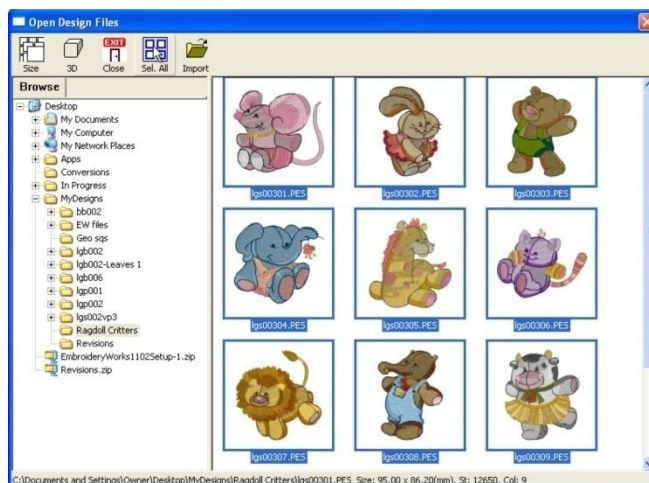 Open Design Files
Size 3D EXIT Close Sel. All Import
Browse
Desktop
My Documents
My Computer
My Network Places
Apps
Conversions
In Progress
MyDesigns
bb002
EW files
Geo sqs
lgb002
lgb002-Leaves 1
lgb006
lgp001
lgp002
lgs002vp3
Ragdoll Critters
Revisions
EmbroideryWorks1102Setup-1.zip
Revisions.zip
lgs00301.PES lgs00302.PES lgs00303.PES
lgs00304.PES lgs00305.PES lgs00306.PES
lgs00307.PES lgs00308.PES lgs00309.PES
C:\Documents and Settings\Owner\Desktop\MyDesigns\Ragdoll Critters\lgs00301.PES Size: 95.00 x 86.20(mm), St: 12650, Col: 9